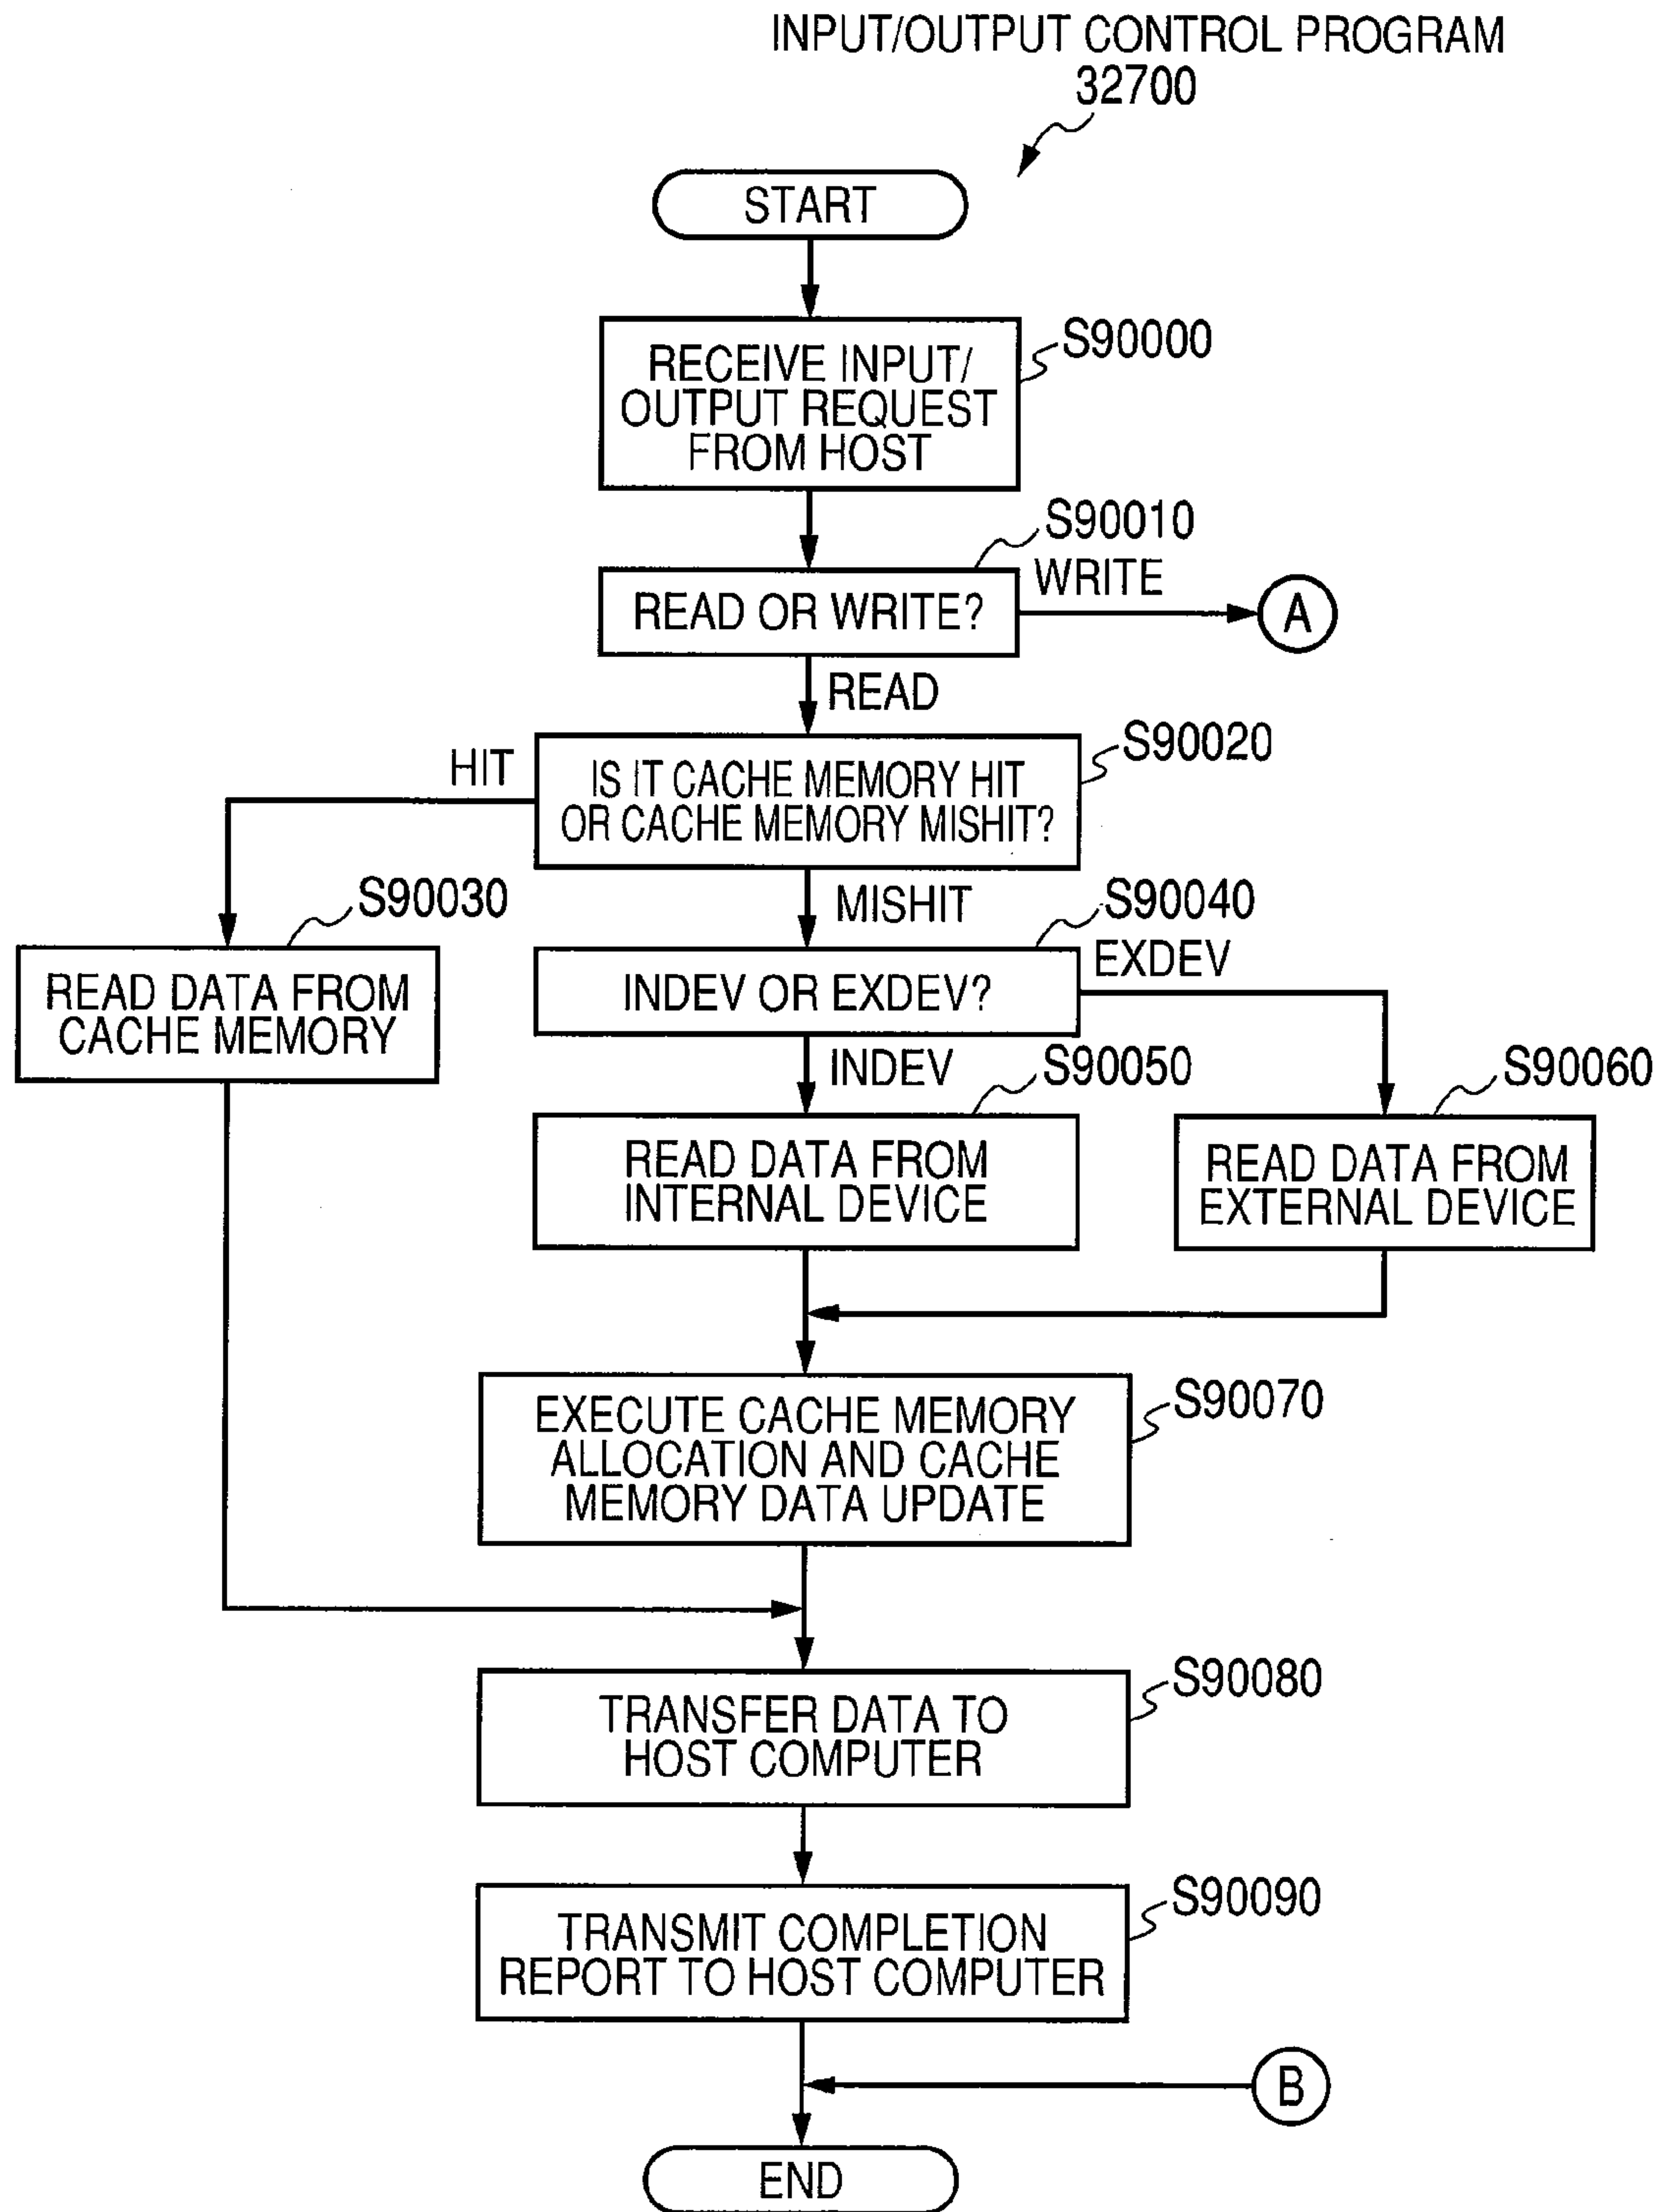 INPUT/OUTPUT CONTROL PROGRAM
32700
START
S90000
RECEIVE INPUT/
OUTPUT REQUEST
FROM HOST
S90010
WRITE
READ OR WRITE?
A
READ
S90020
HIT
IS IT CACHE MEMORY HIT
OR CACHE MEMORY MISHIT?
S90030
MISHIT
S90040
EXDEV
READ DATA FROM
CACHE MEMORY
INDEV OR EXDEV?
INDEV
S90050
S90060
READ DATA FROM
INTERNAL DEVICE
READ DATA FROM
EXTERNAL DEVICE
S90070
EXECUTE CACHE MEMORY
ALLOCATION AND CACHE
MEMORY DATA UPDATE
S90080
TRANSFER DATA TO
HOST COMPUTER
S90090
TRANSMIT COMPLETION
REPORT TO HOST COMPUTER
B
END